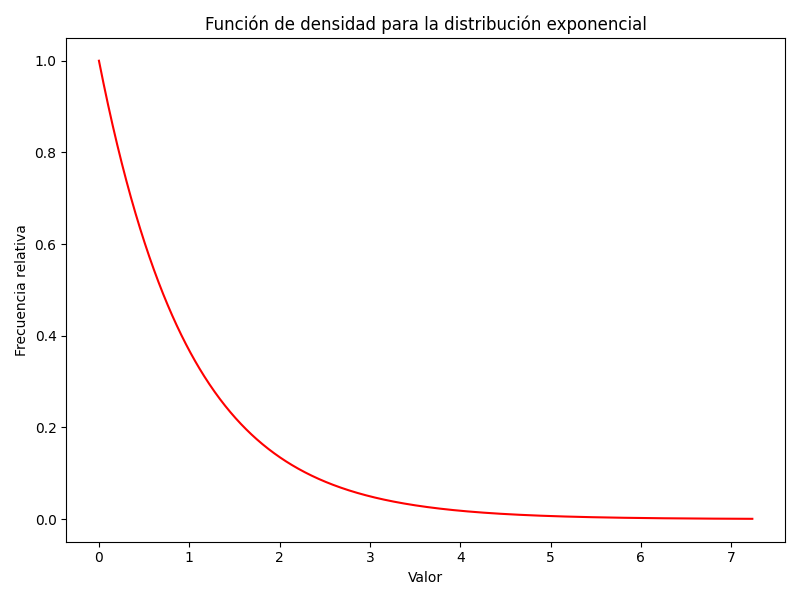 Función de densidad para la distribución exponencial
Frecuencia relativa
1.0
0.8
0.6
0.4
0.2
0.0
0 1 2 3 4 5 6 7
Valor